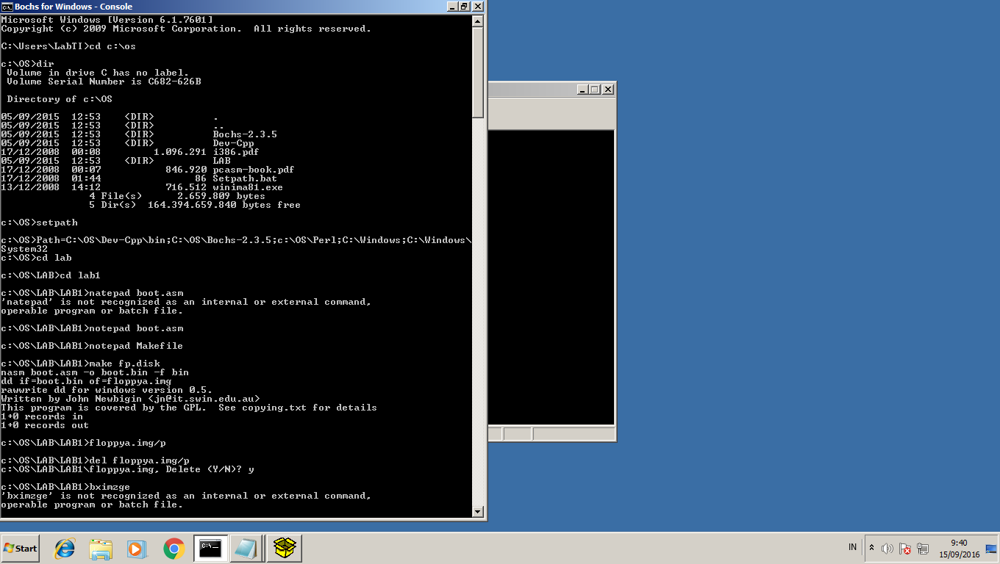 Bochs for Windows - Console
Microsoft Windows [Version 6.1.7601]
Copyright (c) 2009 Microsoft Corporation.  All rights reserved.
C:\Users\LabTI>cd c:\os
c:\OS>dir
 Volume in drive C has no label.
 Volume Serial Number is C682-626B
 Directory of c:\OS
05/09/2015  12:53    <DIR>          .
05/09/2015  12:53    <DIR>          ..
05/09/2015  12:53    <DIR>          Bochs-2.3.5
05/09/2015  12:53    <DIR>          Dev-Cpp
17/12/2008  00:08         1.096.291 i386.pdf
05/09/2015  12:53    <DIR>          LAB
17/12/2008  00:07           846.920 pcasm-book.pdf
17/12/2008  01:44                86 Setpath.bat
13/12/2008  14:12           716.512 winima81.exe
               4 File(s)      2.659.809 bytes
               5 Dir(s)  164.394.659.840 bytes free
c:\OS>setpath
c:\OS>Path=C:\OS\Dev-Cpp\bin;C:\OS\Bochs-2.3.5;c:\OS\Perl;C:\Windows;C:\Windows\
System32
c:\OS>cd lab
c:\OS\LAB>cd lab1
c:\OS\LAB\LAB1>natepad boot.asm
'natepad' is not recognized as an internal or external command,
operable program or batch file.
c:\OS\LAB\LAB1>notepad boot.asm
c:\OS\LAB\LAB1>notepad Makefile
c:\OS\LAB\LAB1>make fp.disk
nasm boot.asm -o boot.bin -f bin
dd if=boot.bin of=floppya.img
rawwrite dd for windows version 0.5.
Written by John Newbigin <jn@it.swin.edu.au>
This program is covered by the GPL.  See copying.txt for details
1+0 records in
1+0 records out
c:\OS\LAB\LAB1>floppya.img/p
c:\OS\LAB\LAB1>del floppya.img/p
c:\OS\LAB\LAB1\floppya.img, Delete (Y/N)? y
c:\OS\LAB\LAB1>bximzge
'bximzge' is not recognized as an internal or external command,
operable program or batch file.
Start
IN
9:40
15/09/2016